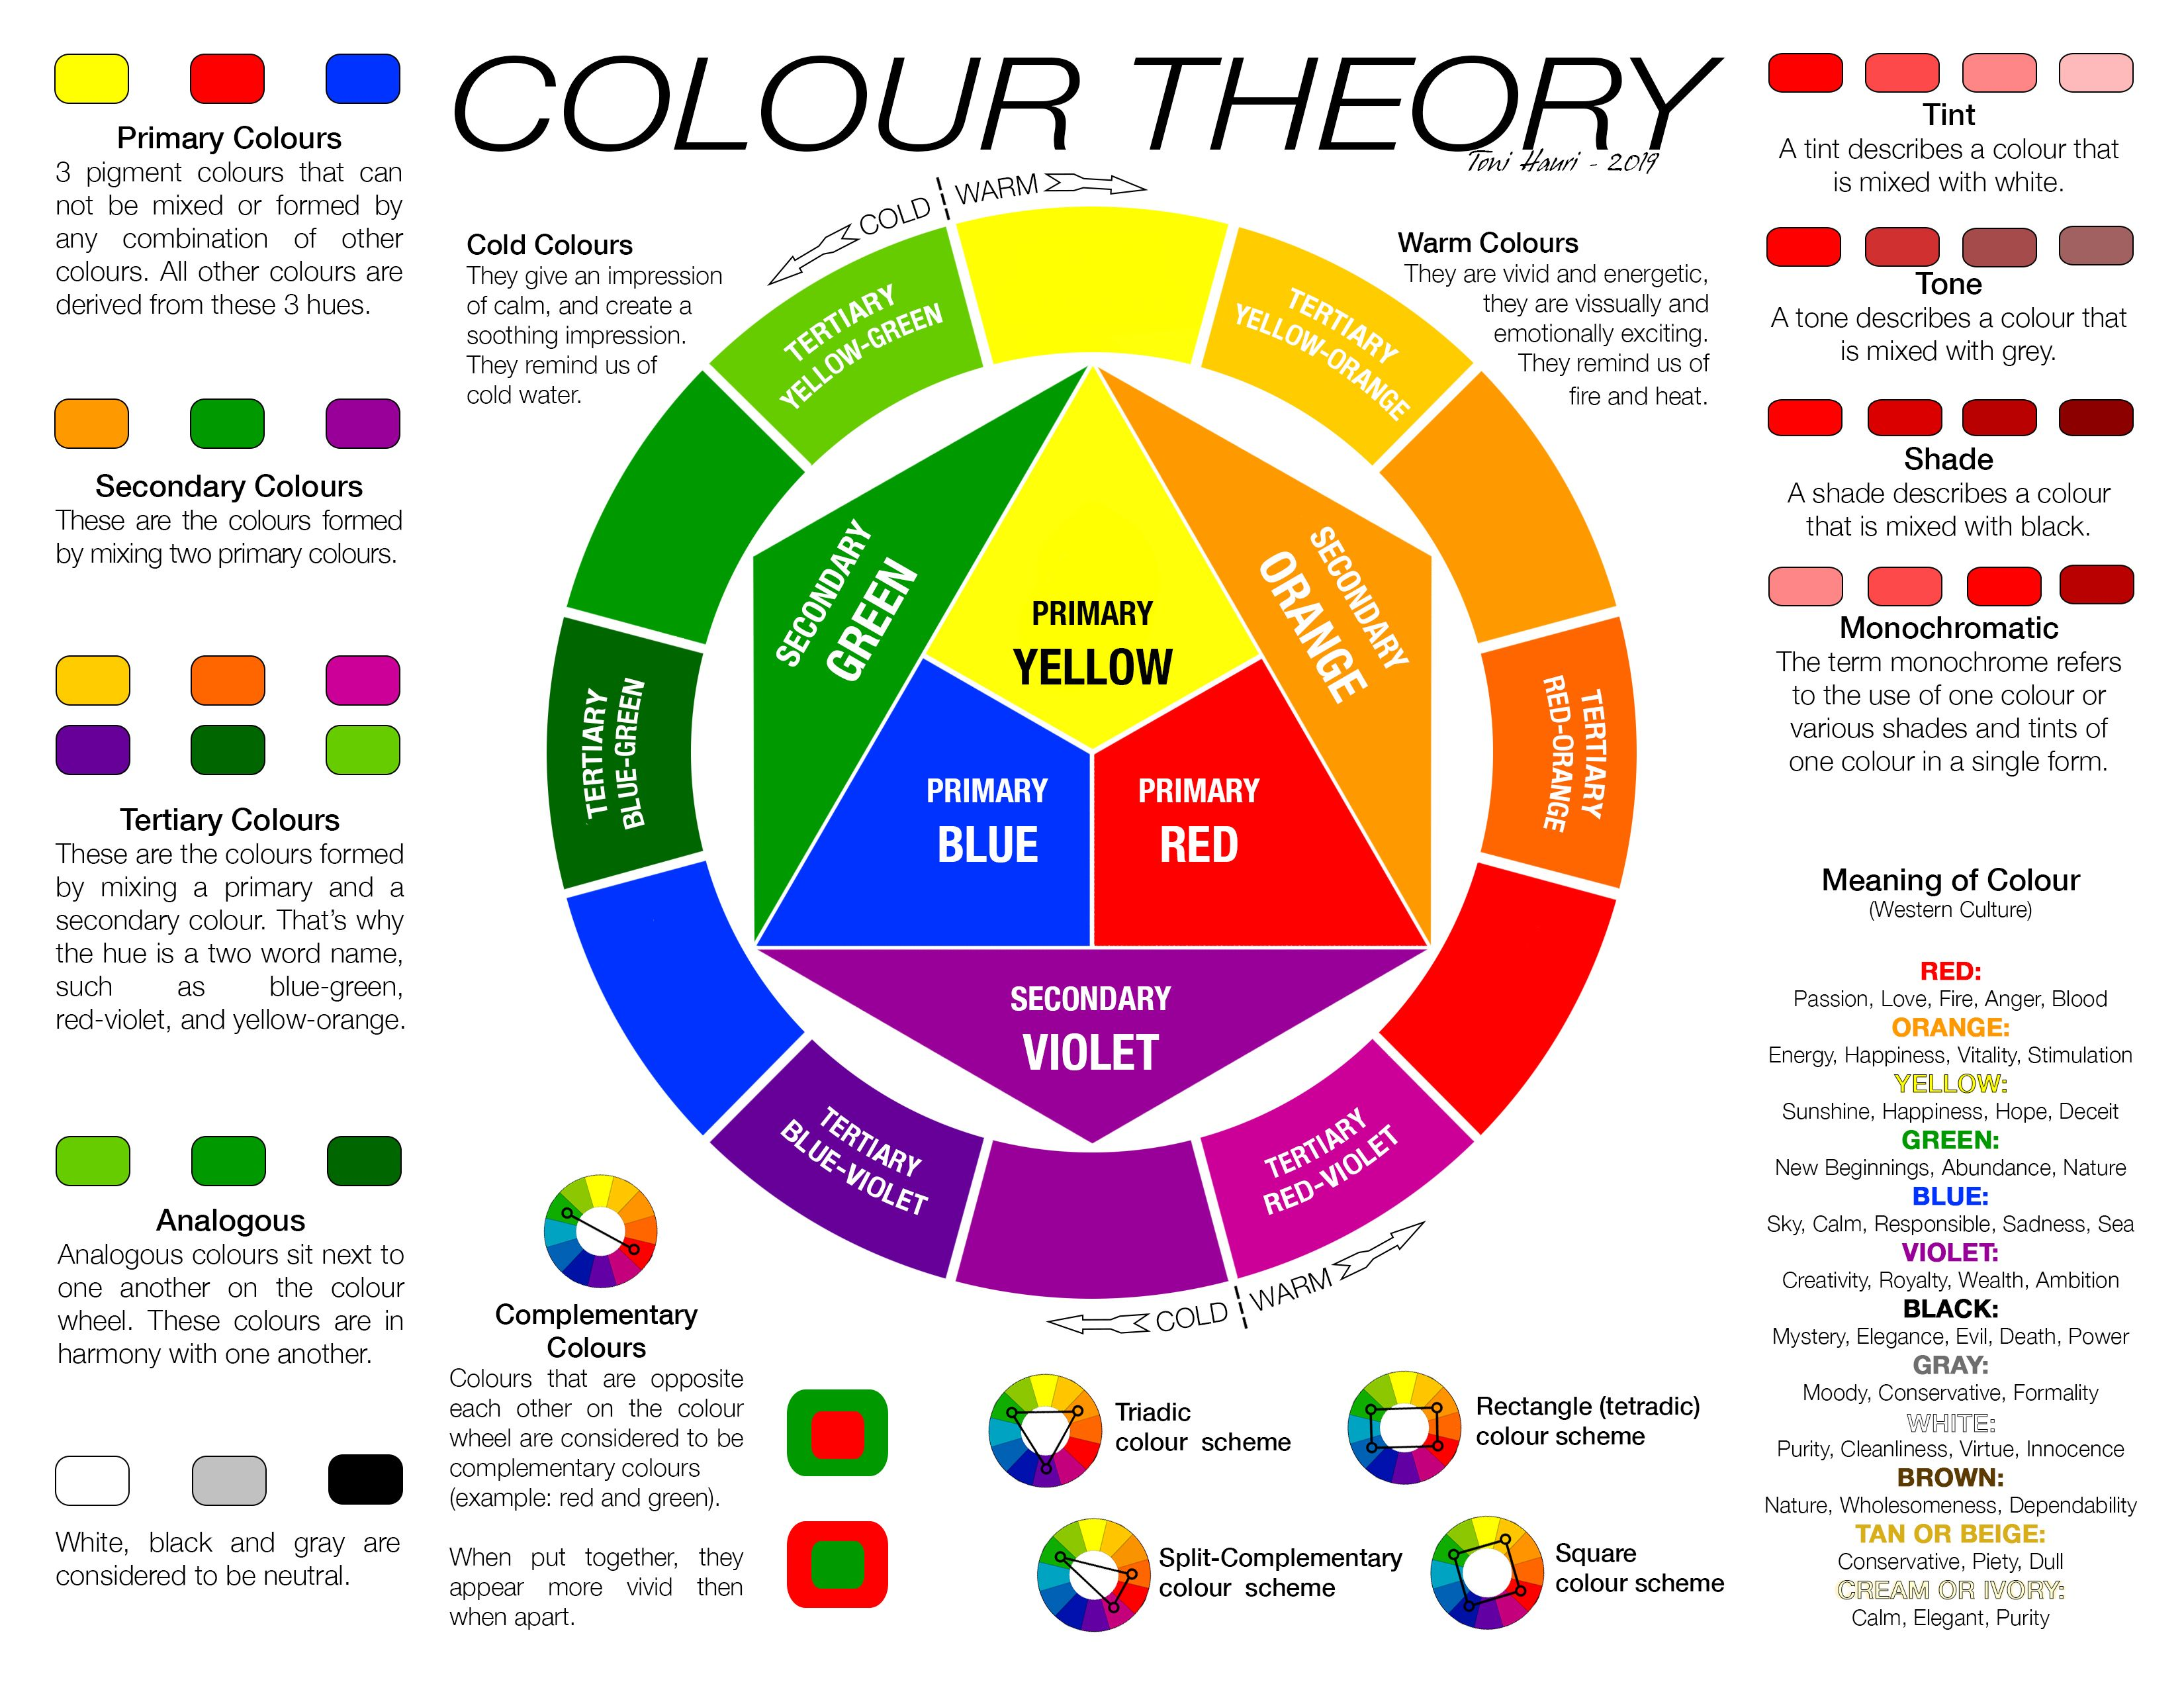 COLOUR THEORY
Toni Hauri - 2019
Primary Colours
3 pigment colours that can
not be mixed or formed by
any combination of other
colours. All other colours are
derived from these 3 hues.
Secondary Colours
These are the colours formed
by mixing two primary colours.
Tertiary Colours
These are the colours formed
by mixing a primary and a
secondary colour. That's why
the hue is a two word name,
such as blue-green,
red-violet, and yellow-orange.
Analogous
Analogous colours sit next to
one another on the colour
wheel. These colours are in
harmony with one another.
White, black and gray are
considered to be neutral.
COLD
WARM
Cold Colours
They give an impression
of calm, and create a
soothing impression.
They remind us of
cold water.
Warm Colours
They are vivid and energetic,
they are vissually and
emotionally exciting.
They remind us of
fire and heat.
TERTIARY
YELLOW-GREEN
TERTIARY
YELLOW-ORANGE
SECONDARY
GREEN
PRIMARY
YELLOW
SECONDARY
ORANGE
TERTIARY
BLUE-GREEN
PRIMARY
BLUE
PRIMARY
RED
TERTIARY
RED-ORANGE
SECONDARY
VIOLET
TERTIARY
BLUE-VIOLET
TERTIARY
RED-VIOLET
COLD
WARM
Complementary
Colours
Colours that are opposite
each other on the colour
wheel are considered to be
complementary colours
(example: red and green).
When put together, they
appear more vivid then
when apart.
Triadic
colour scheme
Rectangle (tetradic)
colour scheme
Split-Complementary
colour scheme
Square
colour scheme
Tint
A tint describes a colour that
is mixed with white.
Tone
A tone describes a colour that
is mixed with grey.
Shade
A shade describes a colour
that is mixed with black.
Monochromatic
The term monochrome refers
to the use of one colour or
various shades and tints of
one colour in a single form.
Meaning of Colour
(Western Culture)
RED:
Passion, Love, Fire, Anger, Blood
ORANGE:
Energy, Happiness, Vitality, Stimulation
YELLOW:
Sunshine, Happiness, Hope, Deceit
GREEN:
New Beginnings, Abundance, Nature
BLUE:
Sky, Calm, Responsible, Sadness, Sea
VIOLET:
Creativity, Royalty, Wealth, Ambition
BLACK:
Mystery, Elegance, Evil, Death, Power
GRAY:
Moody, Conservative, Formality
WHITE:
Purity, Cleanliness, Virtue, Innocence
BROWN:
Nature, Wholesomeness, Dependability
TAN OR BEIGE:
Conservative, Piety, Dull
CREAM OR IVORY:
Calm, Elegant, Purity